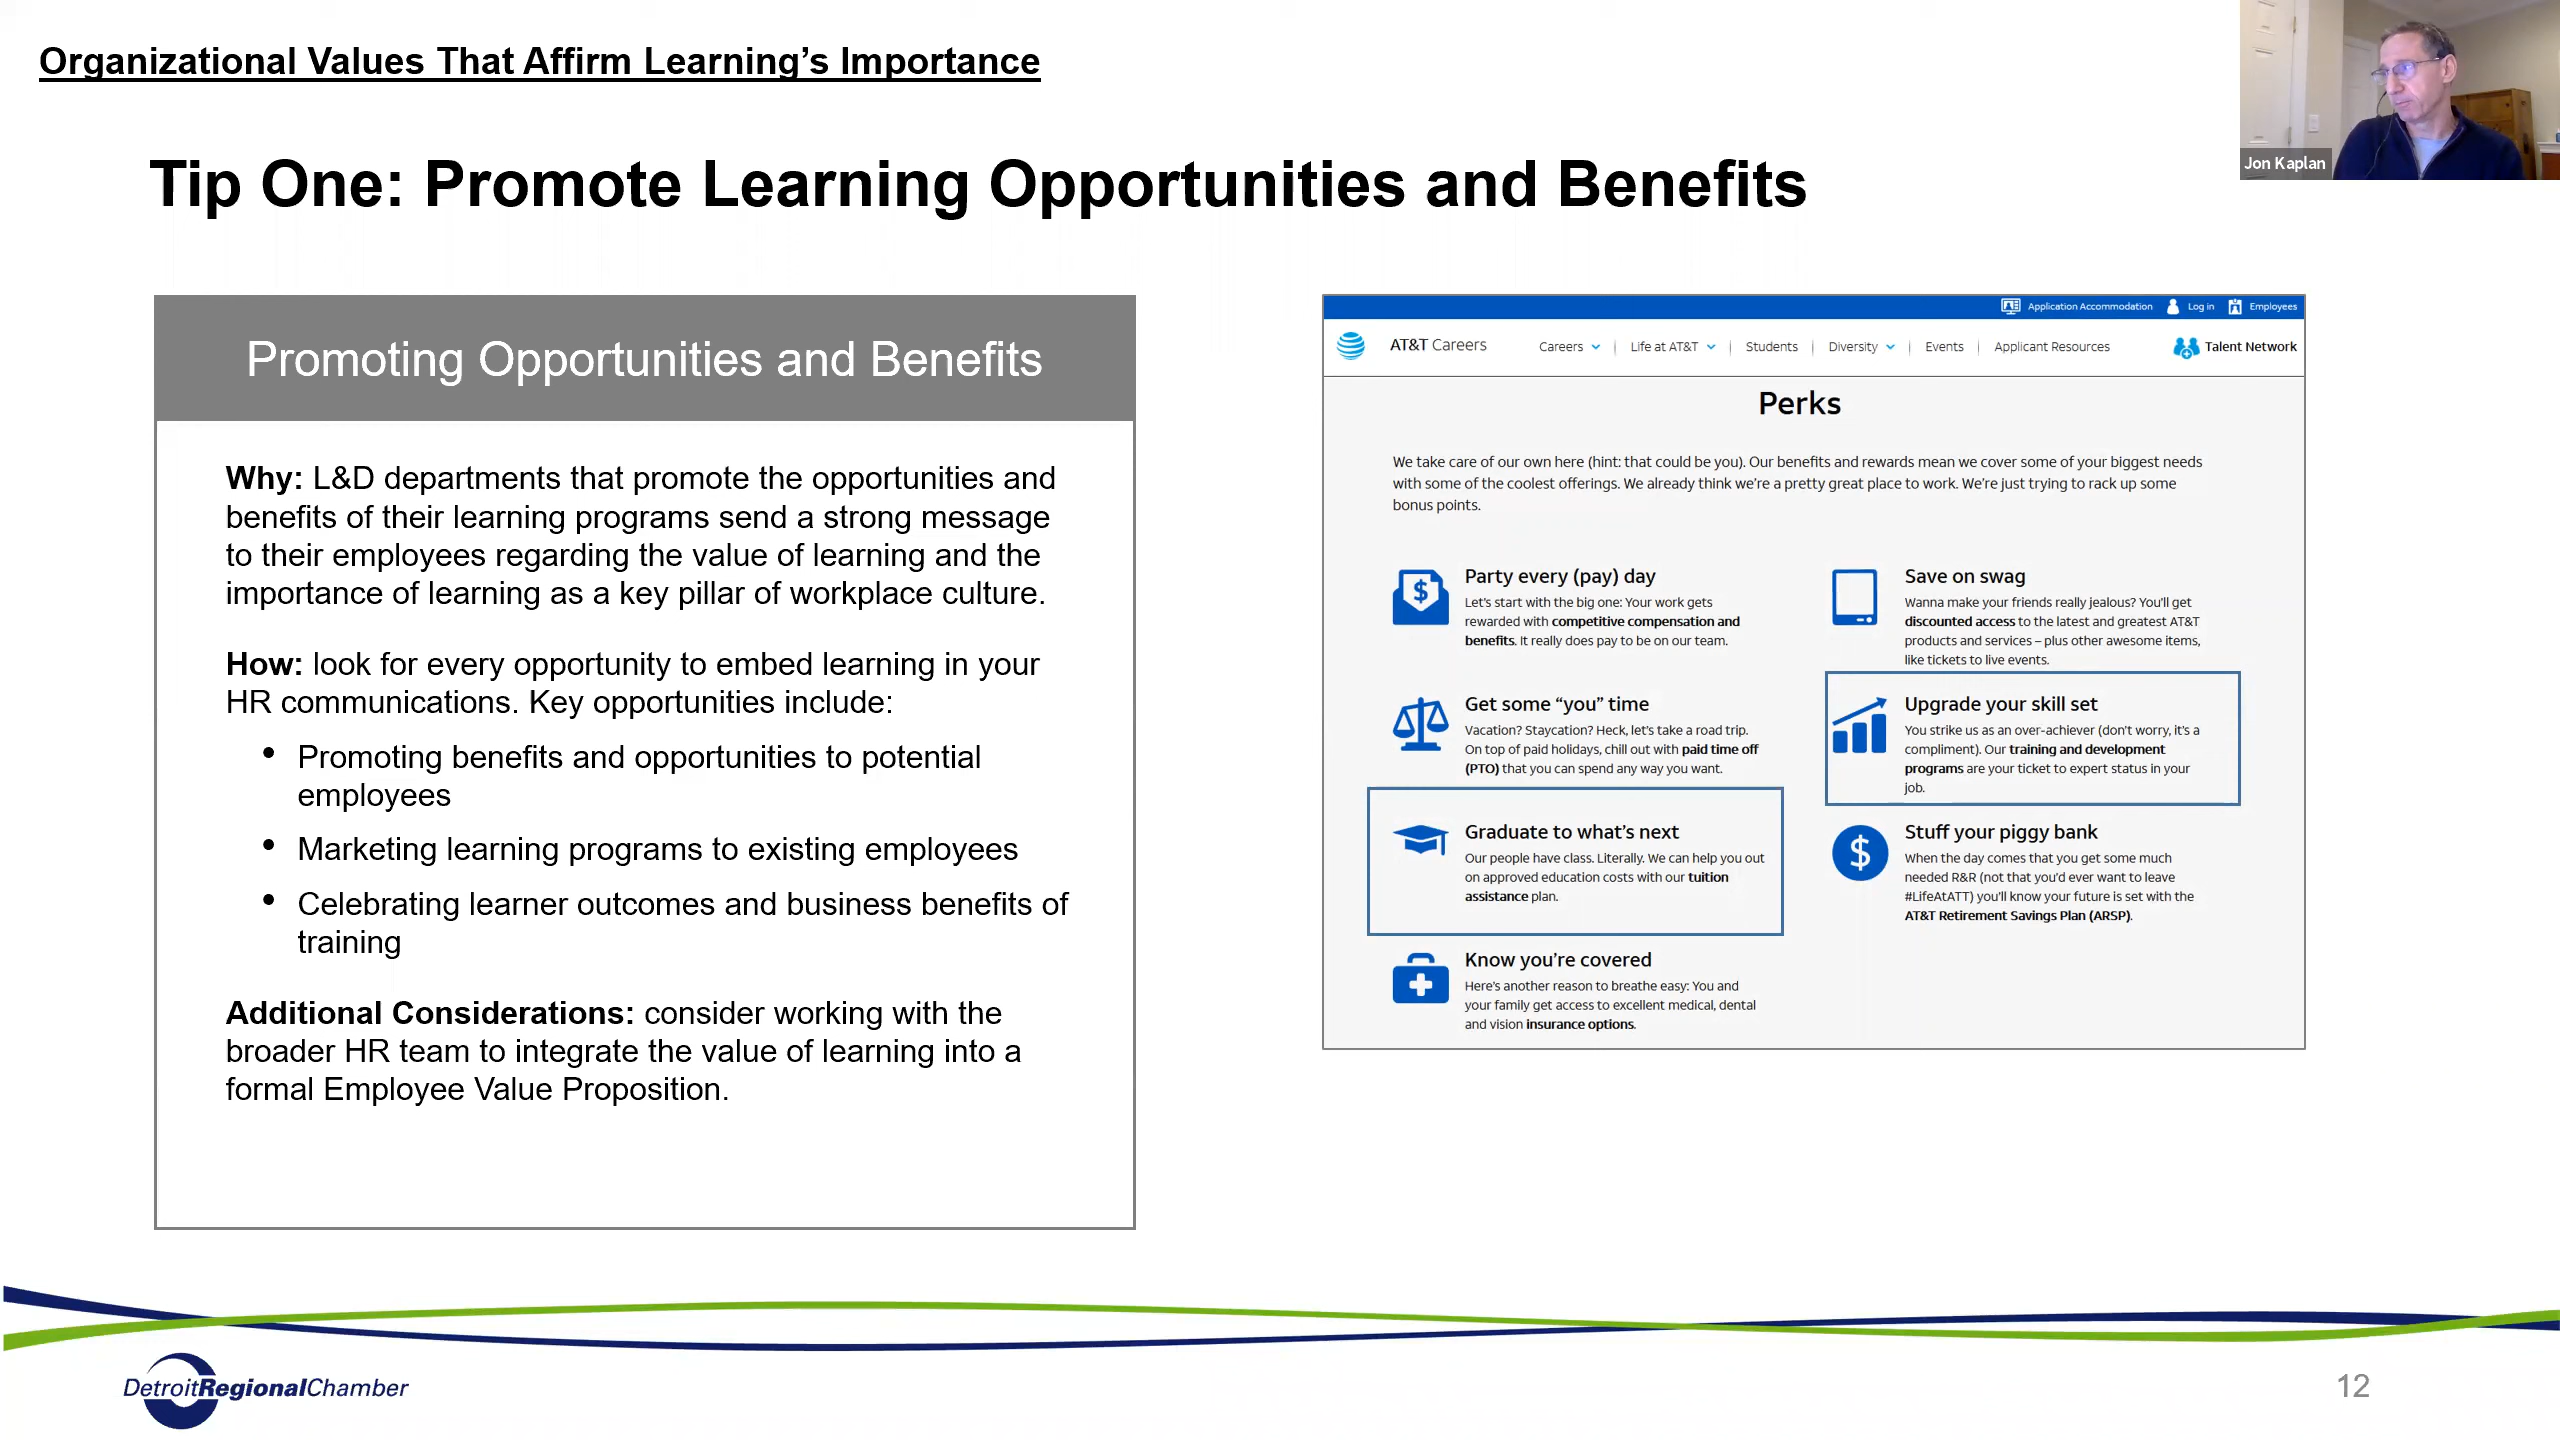 Organizational Values That Affirm Learning’s Importance
Jon Kaplan
Tip One: Promote Learning Opportunities and Benefits
Promoting Opportunities and Benefits
Why: L&D departments that promote the opportunities and
benefits of their learning programs send a strong message
to their employees regarding the value of learning and the
importance of learning as a key pillar of workplace culture.
How: look for every opportunity to embed learning in your
HR communications. Key opportunities include:
• Promoting benefits and opportunities to potential
employees
• Marketing learning programs to existing employees
• Celebrating learner outcomes and business benefits of
training
Additional Considerations: consider working with the
broader HR team to integrate the value of learning into a
formal Employee Value Proposition.
Application Accommodation Log in Employees
AT&T Careers Careers | Life at AT&T | Students | Diversity | Events | Applicant Resources Talent Network
Perks
We take care of our own here (hint: that could be you). Our benefits and rewards mean we cover some of your biggest needs
with some of the coolest offerings. We already think we’re a pretty great place to work. We’re just trying to rack up some
bonus points.
Party every (pay) day
Let’s start with the big one: Your work gets
rewarded with competitive compensation and
benefits. It really does pay to be on our team.
Save on swag
Wanna make your friends really jealous? You’ll get
discounted access to the latest and greatest AT&T
products and services – plus other awesome items,
like tickets to live events.
Get some “you” time
Vacation? Staycation? Heck, let’s take a road trip.
On top of paid holidays, chill out with paid time off
(PTO) that you can spend any way you want.
Upgrade your skill set
You strike us as an over-achiever (don’t worry, it’s a
compliment). Our training and development
programs are your ticket to expert status in your
job.
Graduate to what’s next
Our people have class. Literally. We can help you out
on approved education costs with our tuition
assistance plan.
Stuff your piggy bank
When the day comes that you get some much
needed R&R (not that you’d ever want to leave
#LifeAtATT) you’ll know your future is set with the
AT&T Retirement Savings Plan (ARSP).
Know you’re covered
Here’s another reason to breathe easy: You and
your family get access to excellent medical, dental
and vision insurance options.
DetroitRegionalChamber
12